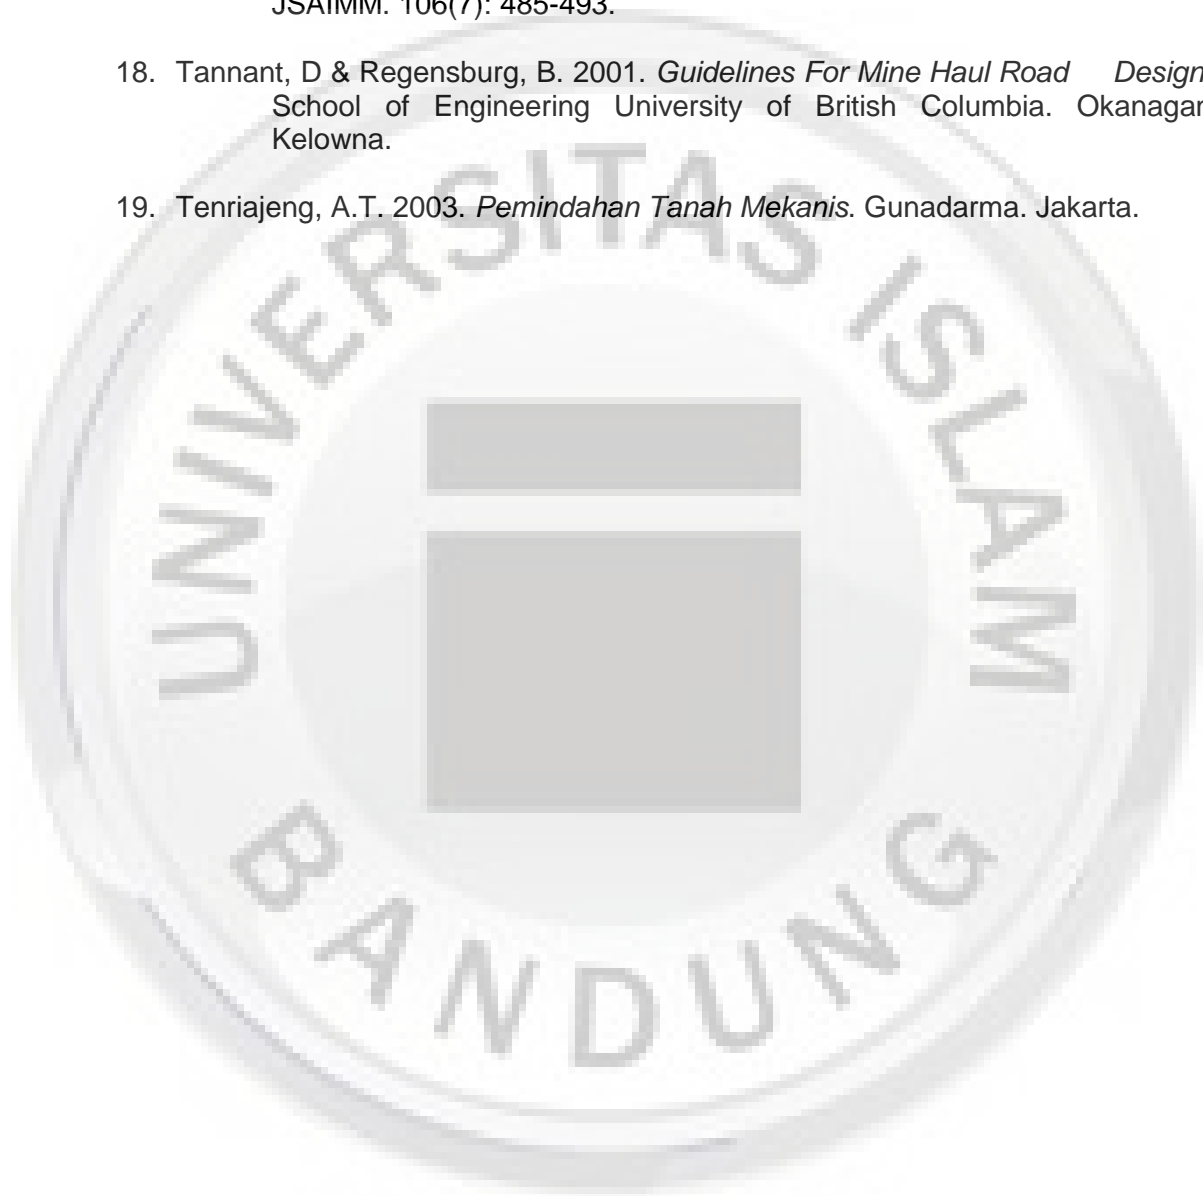 JSAIMM. 106(7): 485-493.
18. Tannant, D & Regensburg, B. 2001. Guidelines For Mine Haul Road Design
School of Engineering University of British Columbia. Okanagan
Kelowna.
19. Tenriajeng, A.T. 2003. Pemindahan Tanah Mekanis. Gunadarma. Jakarta.
UNIVERSITAS ISLAM
BANDUNG